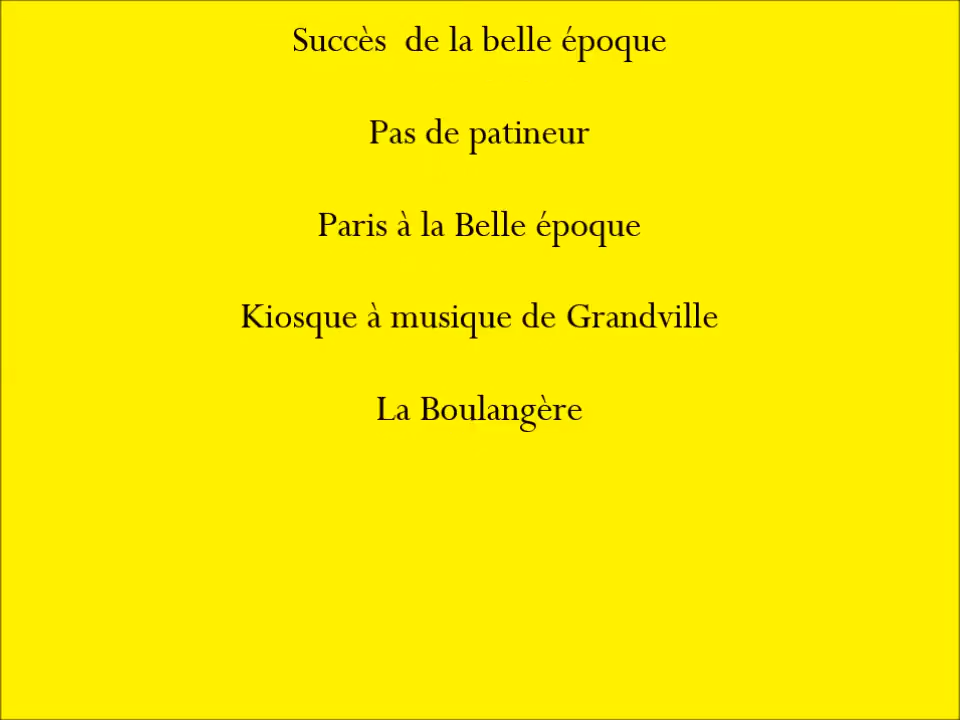 Succès  de la belle époque
Pas de patineur
Paris à la Belle époque
Kiosque à musique de Grandville
La Boulangère